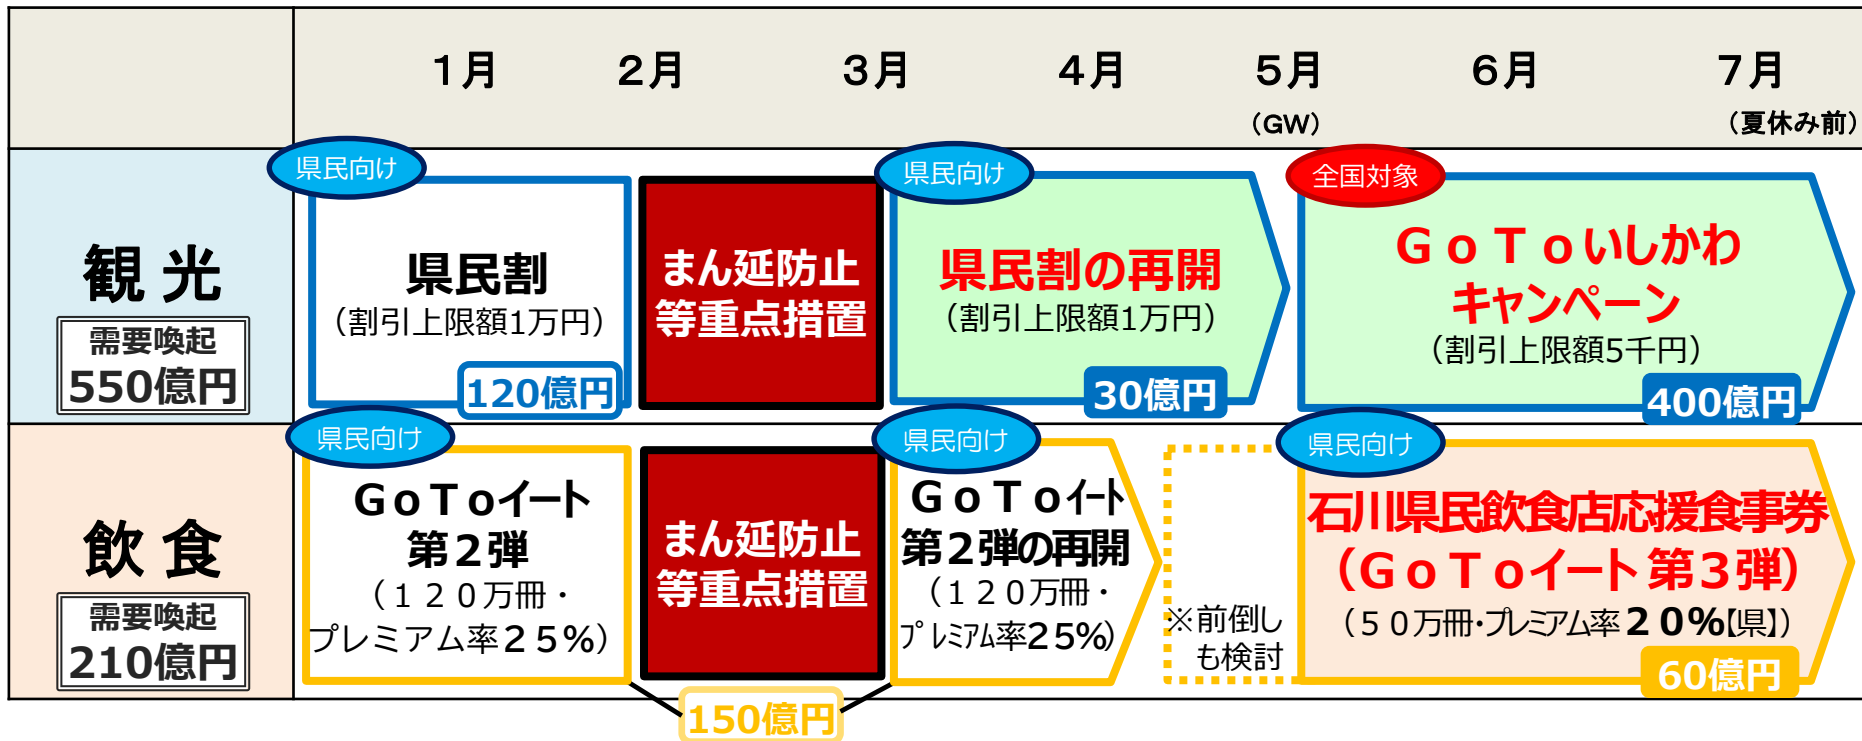 1月
2月
3月
4月
5月
(GW)
6月
7月
(夏休み前)
観 光
需要喚起
550億円
県民向け
県民割
（割引上限額1万円）
120億円
まん延防止
等重点措置
県民向け
県民割の再開
（割引上限額1万円）
30億円
全国対象
ＧｏＴｏいしかわ
キャンペーン
（割引上限額5千円）
400億円
飲 食
需要喚起
210億円
県民向け
ＧｏＴｏイート
第２弾
（１２０万冊・
プレミアム率２５%）
まん延防止
等重点措置
県民向け
ＧｏＴｏイート
第２弾の再開
（１２０万冊・
プレミアム率２５%）
150億円
※前倒し
も検討
県民向け
石川県民飲食店応援食事券
（ＧｏＴｏイート 第３弾）
（５０万冊・プレミアム率２０%【県】）
60億円